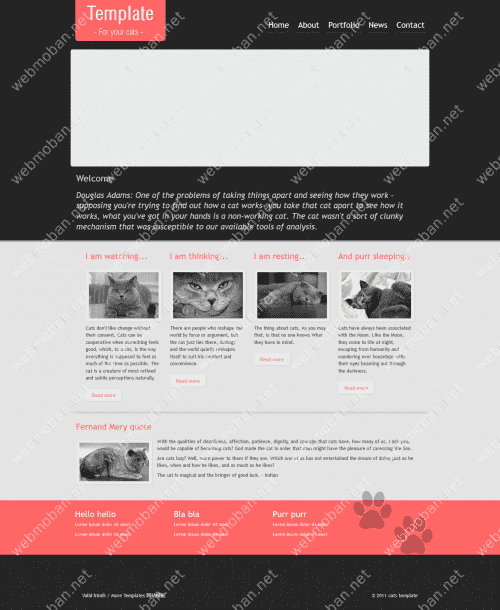 Template
- For your cats -
Home About Portfolio News Contact
Welcome
Douglas Adams: One of the problems of taking things apart and seeing how they work -
supposing you're trying to find out how a cat works--you take that cat apart to see how it
works, what you've got in your hands is a non-working cat. The cat wasn't a sort of clunky
mechanism that was susceptible to our available tools of analysis.
I am watching...
Cats don't like change without
their consent. Cats can be
cooperative when something feels
good, which, to a cat, is the way
everything is supposed to feel as
much of the time as possible. The
cat is a creature of most refined
and subtle perceptions naturally.
Read more
I am thinking...
There are people who reshape the
world by force or argument, but
the cat just lies there, dozing;
and the world quietly reshapes
itself to suit his comfort and
convenience.
Read more
I am resting...
The thing about cats, as you may
find, is that no one knows What
they have in mind.
Read more
And purr sleeping..
Cats have always been associated
with the Moon. Like the Moon,
they come to life at night,
escaping from humanity and
wandering over housetops with
their eyes beaming out through
the darkness.
Read more
Fernand Mery quote
With the qualities of cleanliness, affection, patience, dignity, and courage that cats have, how many of us, I ask you,
would be capable of becoming cats? God made the cat in order that man might have the pleasure of caressing the lion.
Are cats lazy? Well, more power to them if they are. Which one of us has not entertained the dream of doing just as he
likes, when and how he likes, and as much as he likes?
The cat is magical and the bringer of good luck. - Indian
Hello hello
Lorem ipsum dolor sit amet
Lorem ipsum dolor sit amet
Bla bla
Lorem ipsum dolor sit amet
Lorem ipsum dolor sit amet
Purr purr
Lorem ipsum dolor sit amet
Lorem ipsum dolor sit amet
Valid html5 / More Templates
© 2011 cats template
webmoban.net